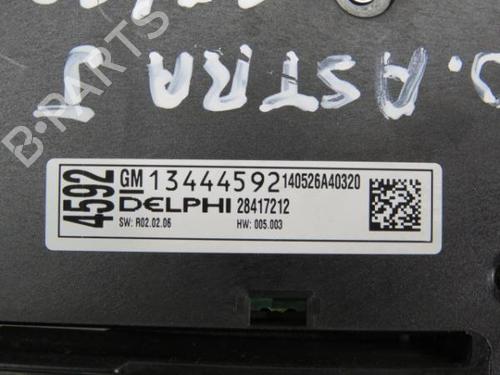 O. ASTRA J
B-PARTS
4592
GM 13444592 140526A40320
DELPHI 28417212
SW: R02.02.06 HW: 005.003